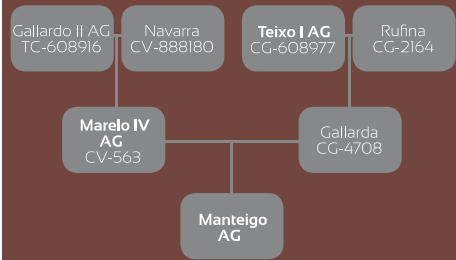 Gallardo II AG
TC-608916
Navarra
CV-888180
Teixo I AG
CG-608977
Rufina
CG-2164
Marelo IV
AG
CV-563
Gallarda
CG-4708
Manteigo
AG